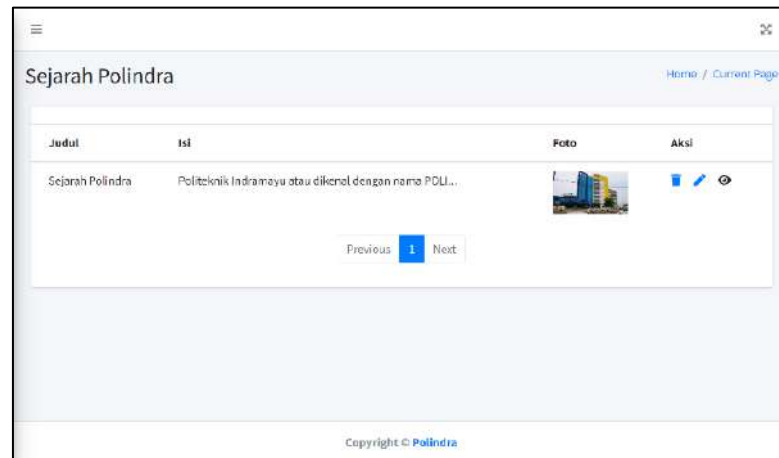 Sejarah Polindra
Home / Current Page
Judul Isi Foto Aksi
Sejarah Polindra Politeknik Indramayu atau dikenal dengan nama POLI...
Previous 1 Next
Copyright © Polindra